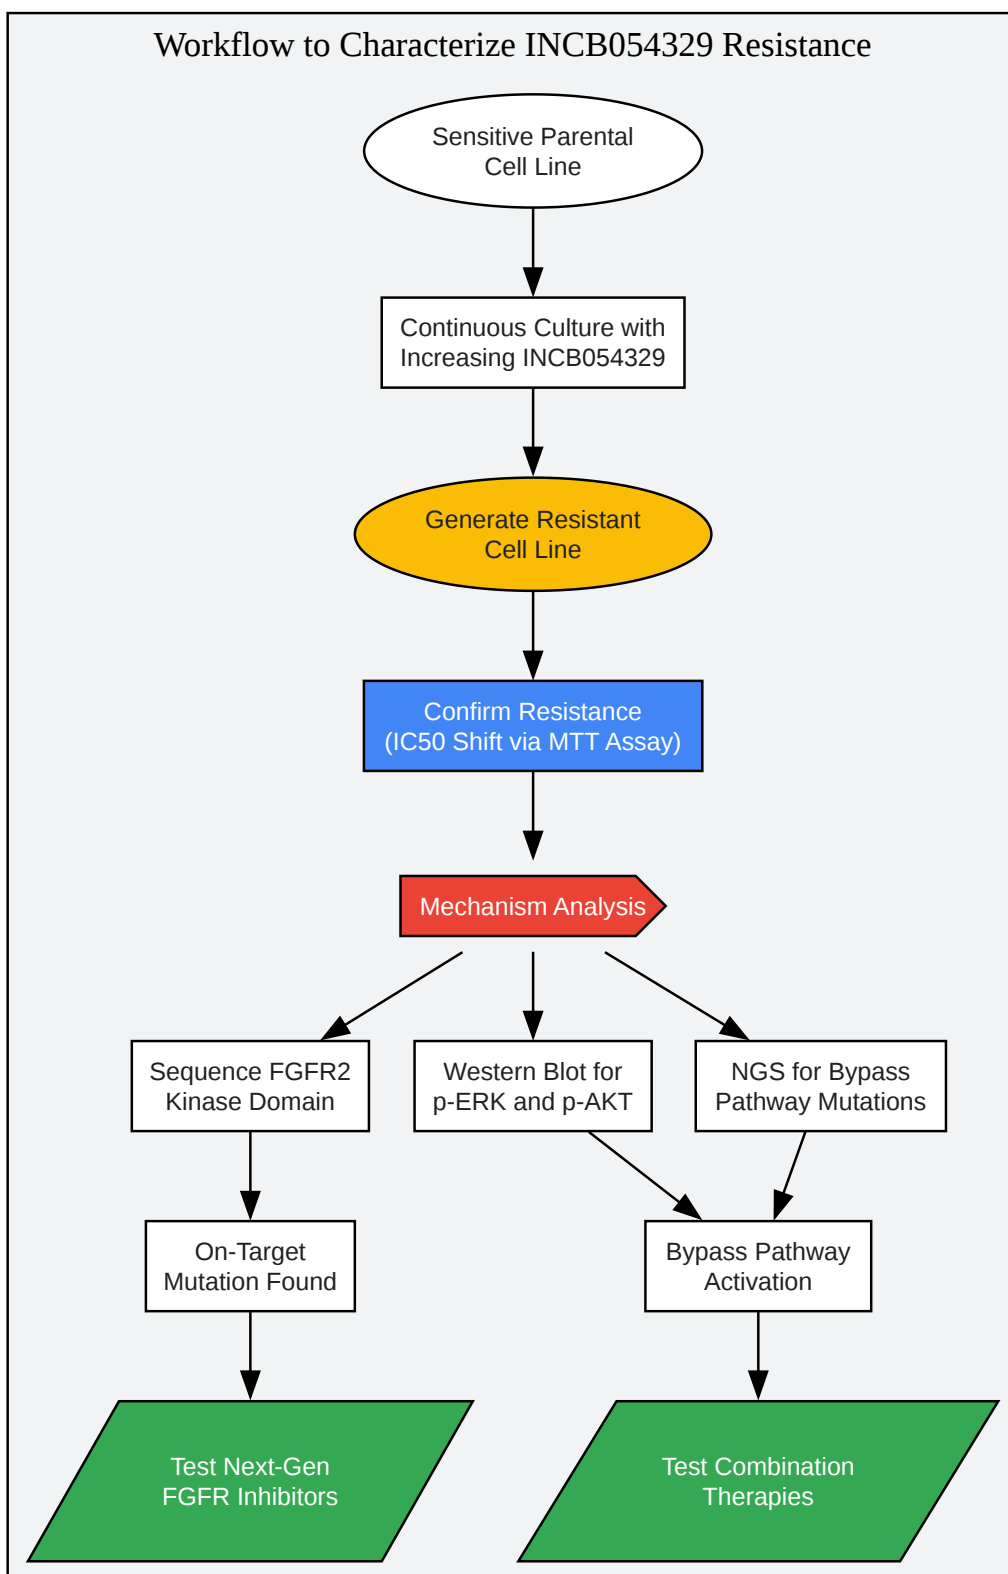 Workflow to Characterize INCB054329 Resistance
Sensitive Parental
Cell Line
Continuous Culture with
Increasing INCB054329
Generate Resistant
Cell Line
Confirm Resistance
(IC50 Shift via MTT Assay)
Mechanism Analysis
Sequence FGFR2
Kinase Domain
Western Blot for
p-ERK and p-AKT
NGS for Bypass
Pathway Mutations
On-Target
Mutation Found
Bypass Pathway
Activation
Test Next-Gen
FGFR Inhibitors
Test Combination
Therapies